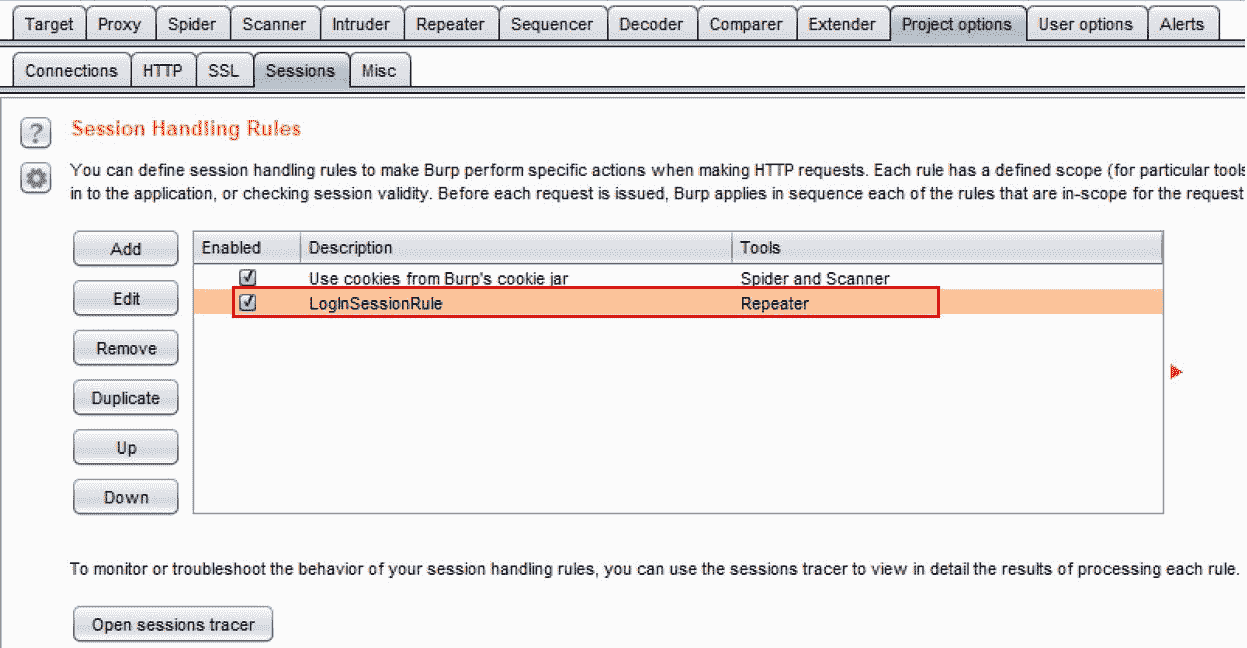 Target Proxy Spider Scanner Intruder Repeater Sequencer Decoder Comparer Extender Project options User options Alerts
Connections HTTP SSL Sessions Misc
?
Session Handling Rules
You can define session handling rules to make Burp perform specific actions when making HTTP requests. Each rule has a defined scope (for particular tools
in to the application, or checking session validity. Before each request is issued, Burp applies in sequence each of the rules that are in-scope for the request
Add
Edit
Remove
Duplicate
Up
Down
Enabled Description Tools
Use cookies from Burp's cookie jar Spider and Scanner
LogInSessionRule Repeater
To monitor or troubleshoot the behavior of your session handling rules, you can use the sessions tracer to view in detail the results of processing each rule.
Open sessions tracer